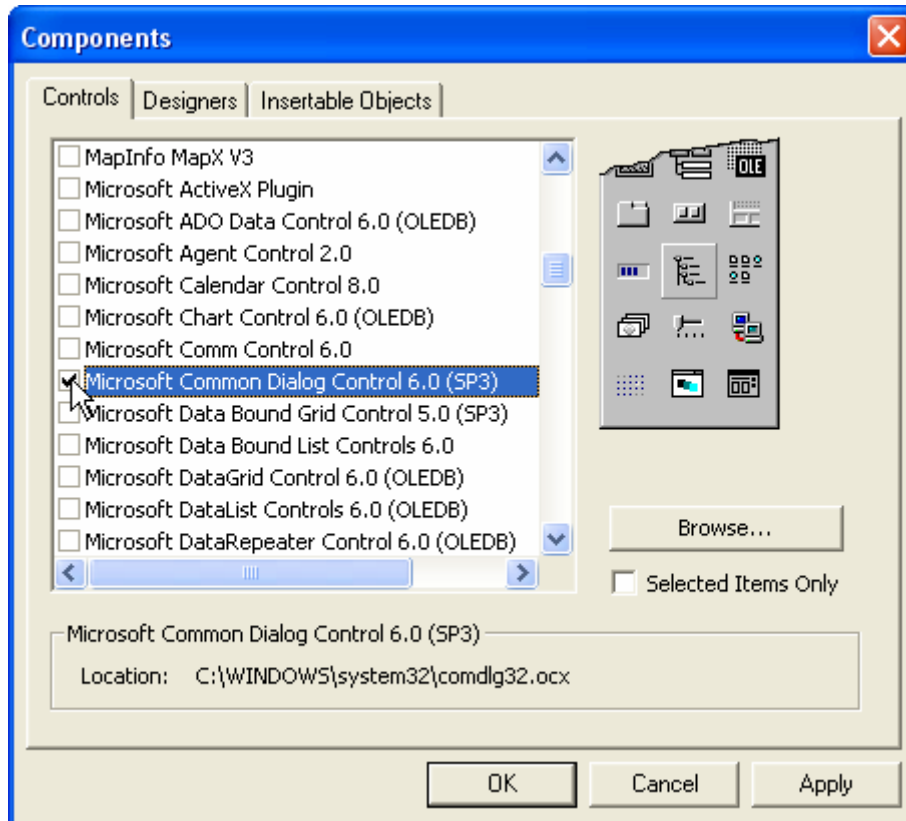 Components
Controls Designers Insertable Objects
MapInfo MapX V3
Microsoft ActiveX Plugin
Microsoft ADO Data Control 6.0 (OLEDB)
Microsoft Agent Control 2.0
Microsoft Calendar Control 8.0
Microsoft Chart Control 6.0 (OLEDB)
Microsoft Comm Control 6.0
Microsoft Common Dialog Control 6.0 (SP3)
Microsoft Data Bound Grid Control 5.0 (SP3)
Microsoft Data Bound List Controls 6.0
Microsoft DataGrid Control 6.0 (OLEDB)
Microsoft DataList Controls 6.0 (OLEDB)
Microsoft DataRepeater Control 6.0 (OLEDB)
OLE
Browse...
Selected Items Only
Microsoft Common Dialog Control 6.0 (SP3)
Location: C:\WINDOWS\system32\comdlg32.ocx
OK Cancel Apply